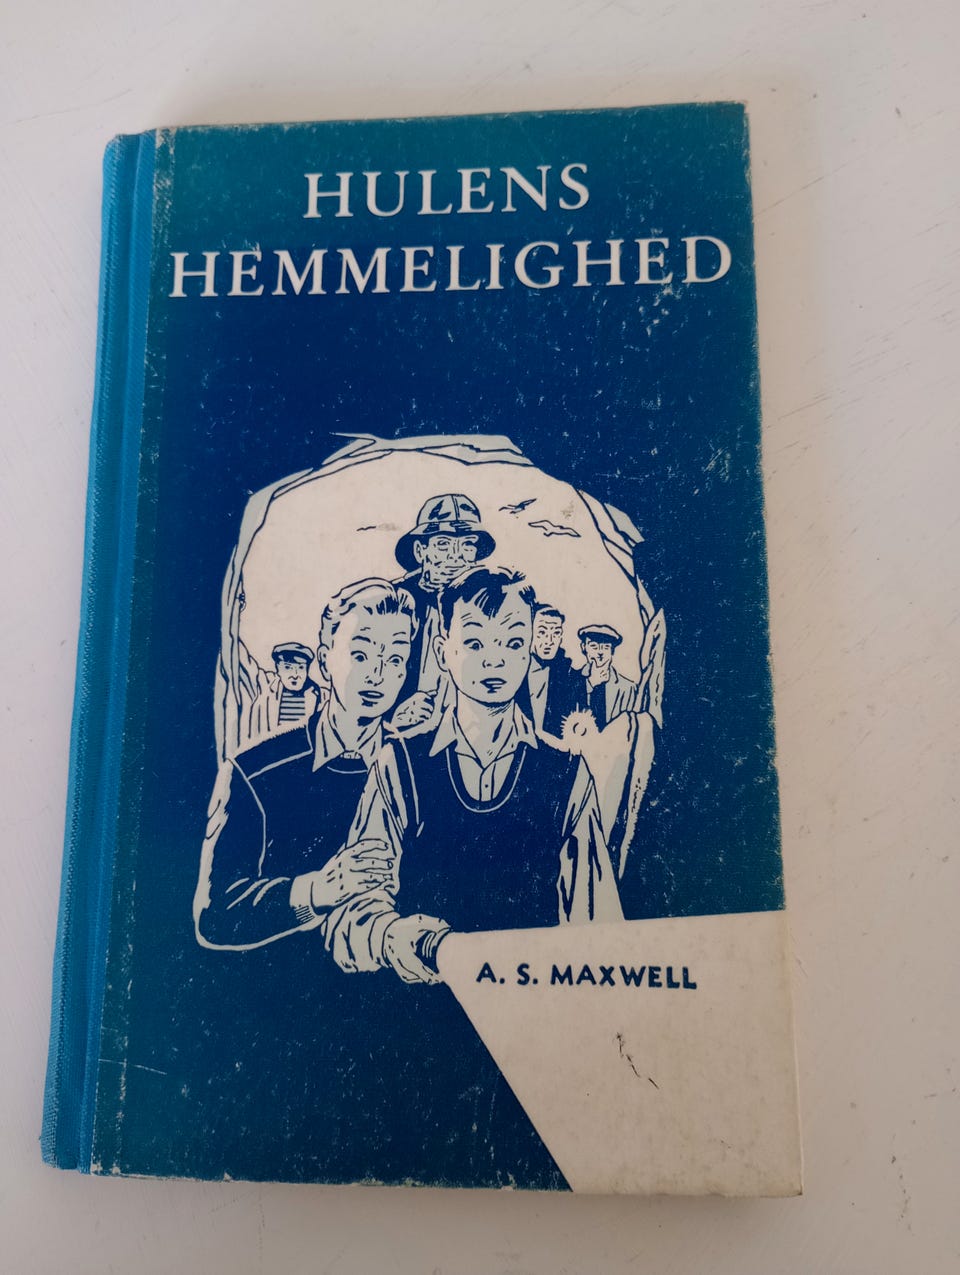 HULENS
HEMMELIGHED
A. S. MAXWELL